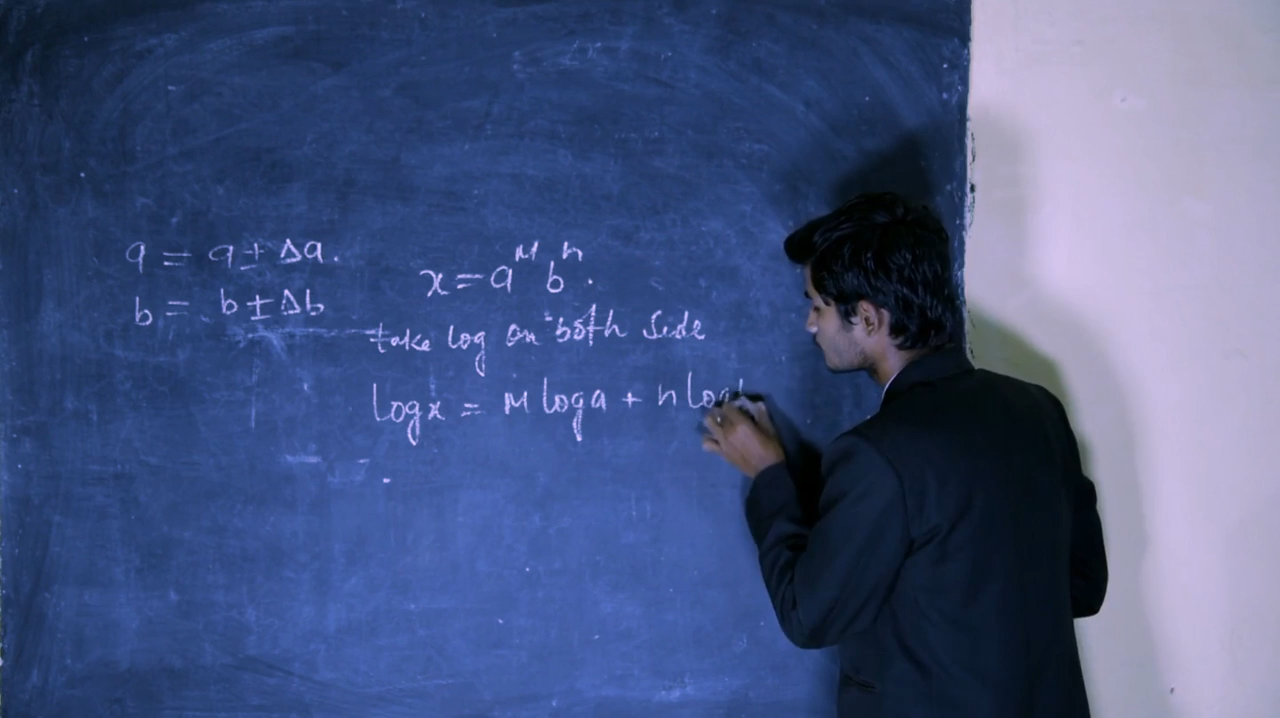 a = a ± Δa.
b = b ± Δb
x = a^M b^n.
take log on both side
log x = M log a + n log